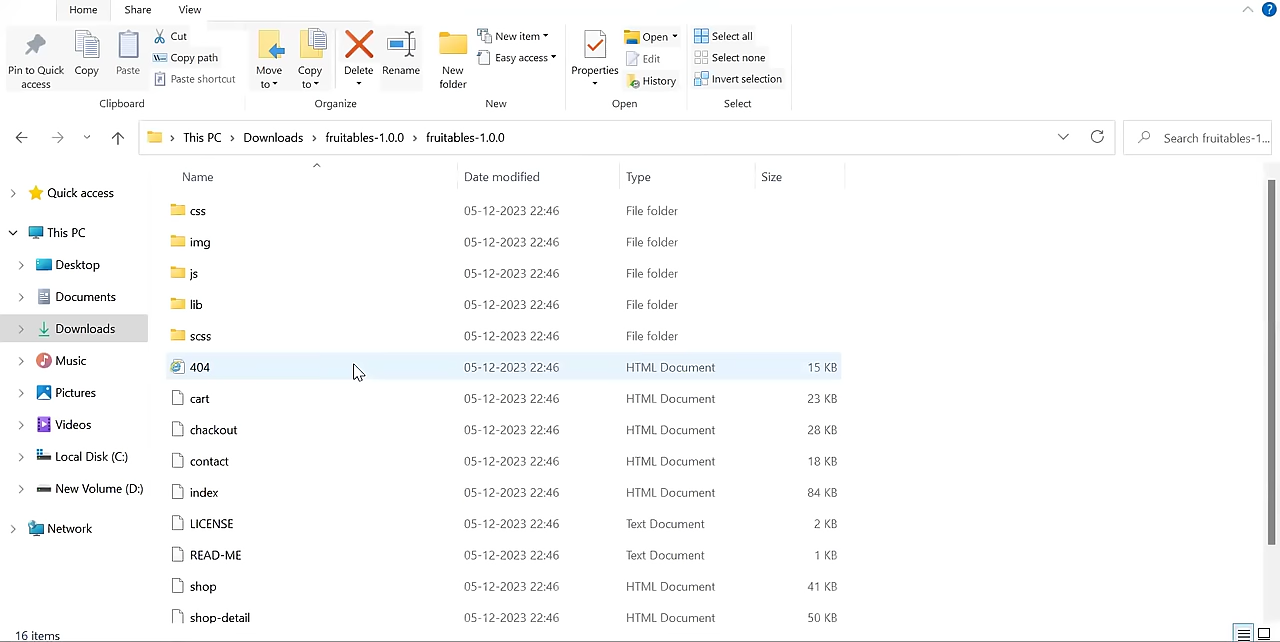 Home Share View
Pin to Quick access
Copy
Paste
Cut
Copy path
Paste shortcut
Clipboard
Move to
Copy to
Delete
Rename
Organize
New folder
New item
Easy access
New
Properties
Open
Edit
History
Open
Select all
Select none
Invert selection
Select
This PC > Downloads > fruitables-1.0.0 > fruitables-1.0.0
Search fruitables-1...
Quick access
This PC
Desktop
Documents
Downloads
Music
Pictures
Videos
Local Disk (C:)
New Volume (D:)
Network
Name Date modified Type Size
css 05-12-2023 22:46 File folder
img 05-12-2023 22:46 File folder
js 05-12-2023 22:46 File folder
lib 05-12-2023 22:46 File folder
scss 05-12-2023 22:46 File folder
404 05-12-2023 22:46 HTML Document 15 KB
cart 05-12-2023 22:46 HTML Document 23 KB
chackout 05-12-2023 22:46 HTML Document 28 KB
contact 05-12-2023 22:46 HTML Document 18 KB
index 05-12-2023 22:46 HTML Document 84 KB
LICENSE 05-12-2023 22:46 Text Document 2 KB
READ-ME 05-12-2023 22:46 Text Document 1 KB
shop 05-12-2023 22:46 HTML Document 41 KB
shop-detail 05-12-2023 22:46 HTML Document 50 KB
16 items